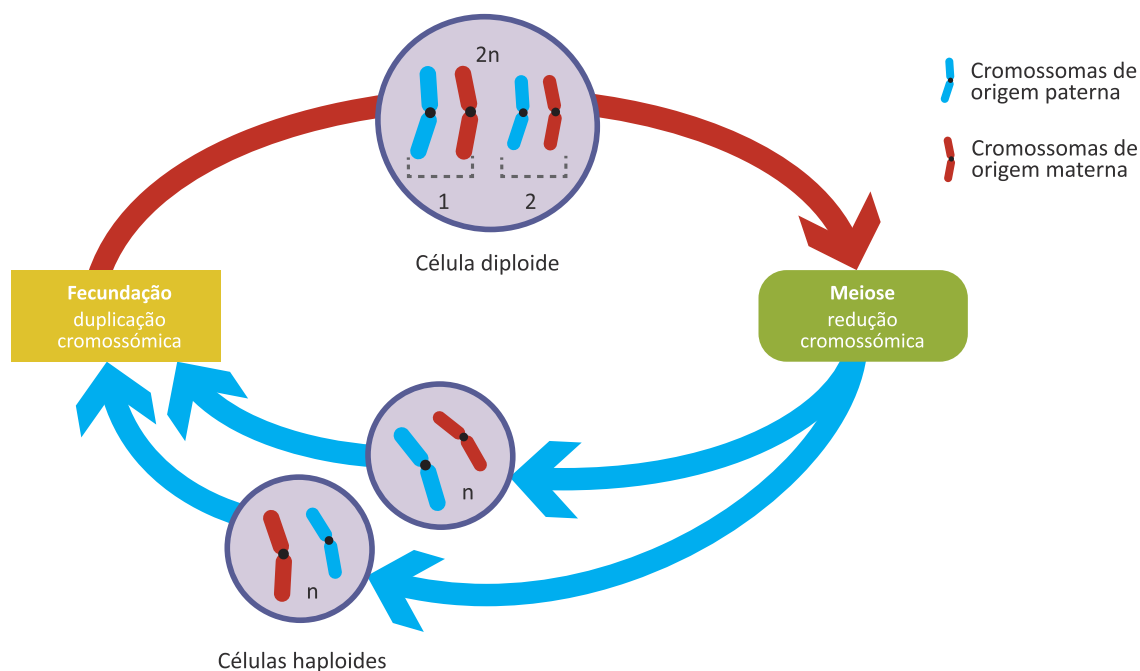 2n
1
2
Célula diploide
Cromossomas de
origem paterna
Cromossomas de
origem materna
Fecundação
duplicação
cromossómica
Meiose
redução
cromossómica
n
n
Células haploides